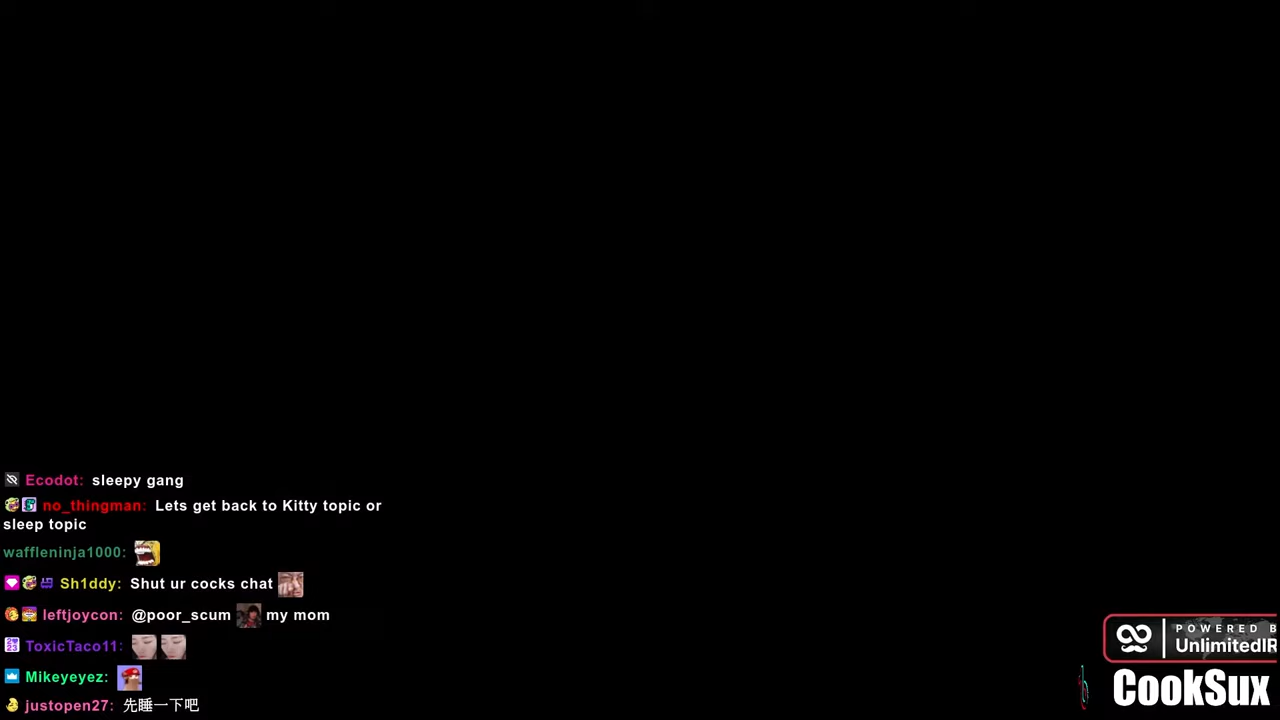 Ecodot: sleepy gang
no_thingman: Lets get back to Kitty topic or
sleep topic
waffleninja1000:
Sh1ddy: Shut ur cocks chat
leftjoycon: @poor_scum my mom
ToxicTaco11:
Mikeyeyez:
justopen27: 先睡一下吧
POWERED B
UnlimitedIR
CookSux